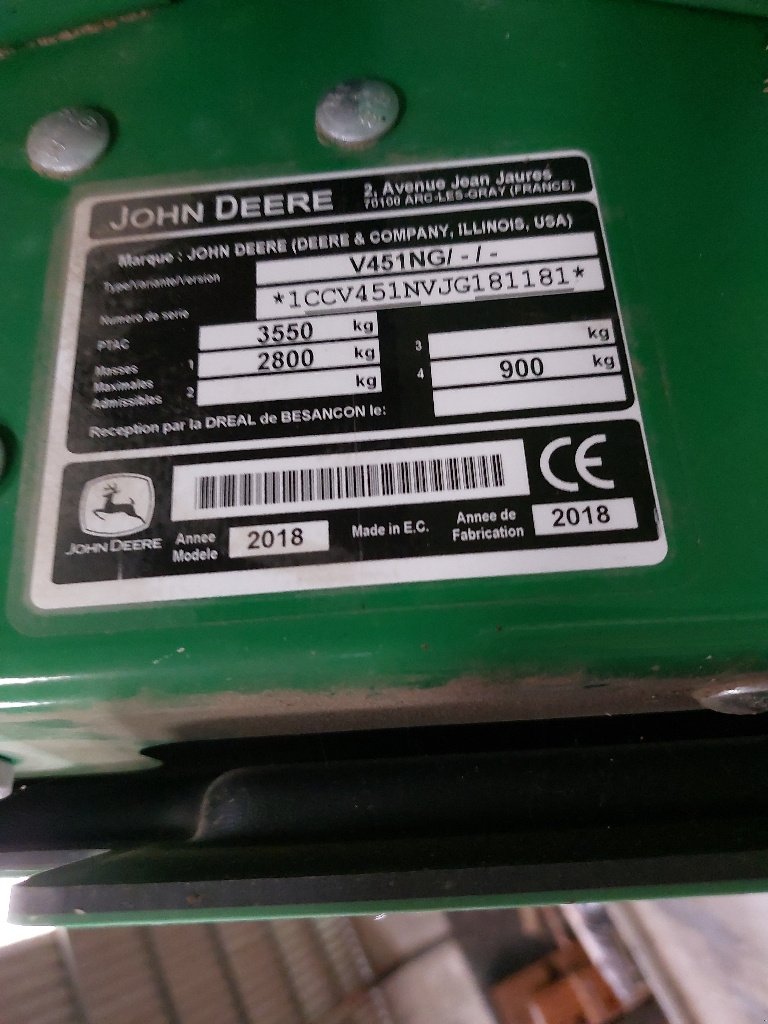 JOHN DEERE
2, Avenue Jean Jaures
70100 ARC-LES-GRAY (FRANCE)
Marque : JOHN DEERE (DEERE & COMPANY, ILLINOIS, USA)
Type/Variante/Version V451NG/ - / -
Numero de serie *1CCV451NVJG181181*
PTAC 3550 kg
Masses Maximales Admissibles
1 2800 kg
2 kg
3 kg
4 900 kg
Reception par la DREAL de BESANCON le:
CE
JOHN DEERE
Annee Modele 2018
Made in E.C.
Annee de Fabrication 2018